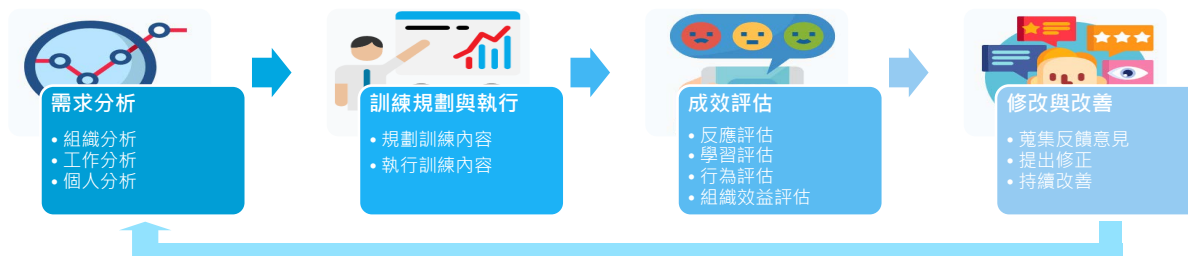 需求分析
• 組織分析
• 工作分析
• 個人分析
訓練規劃與執行
• 規劃訓練內容
• 執行訓練內容
成效評估
• 反應評估
• 學習評估
• 行為評估
• 組織效益評估
修改與改善
• 蒐集反饋意見
• 提出修正
• 持續改善